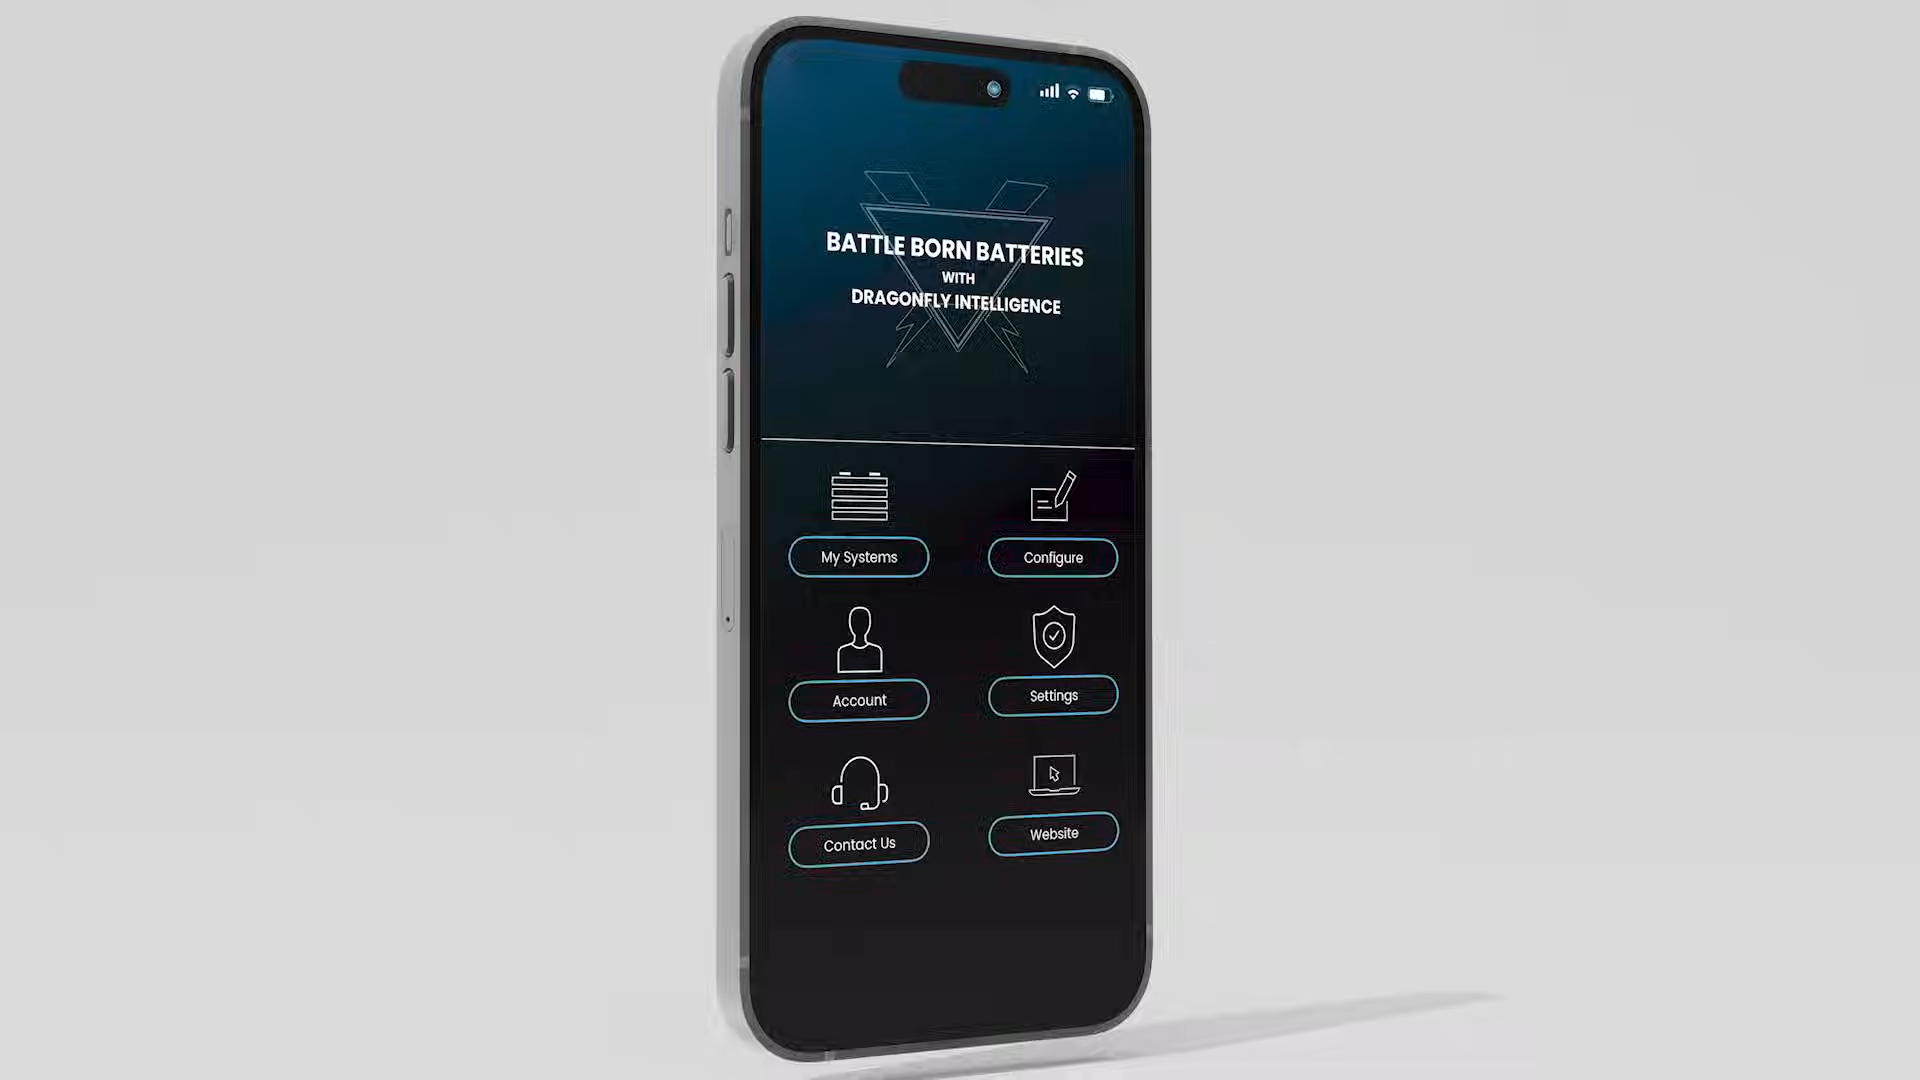 BATTLE BORN BATTERIES
WITH
DRAGONFLY INTELLIGENCE
My Systems
Configure
Account
Settings
Contact Us
Website